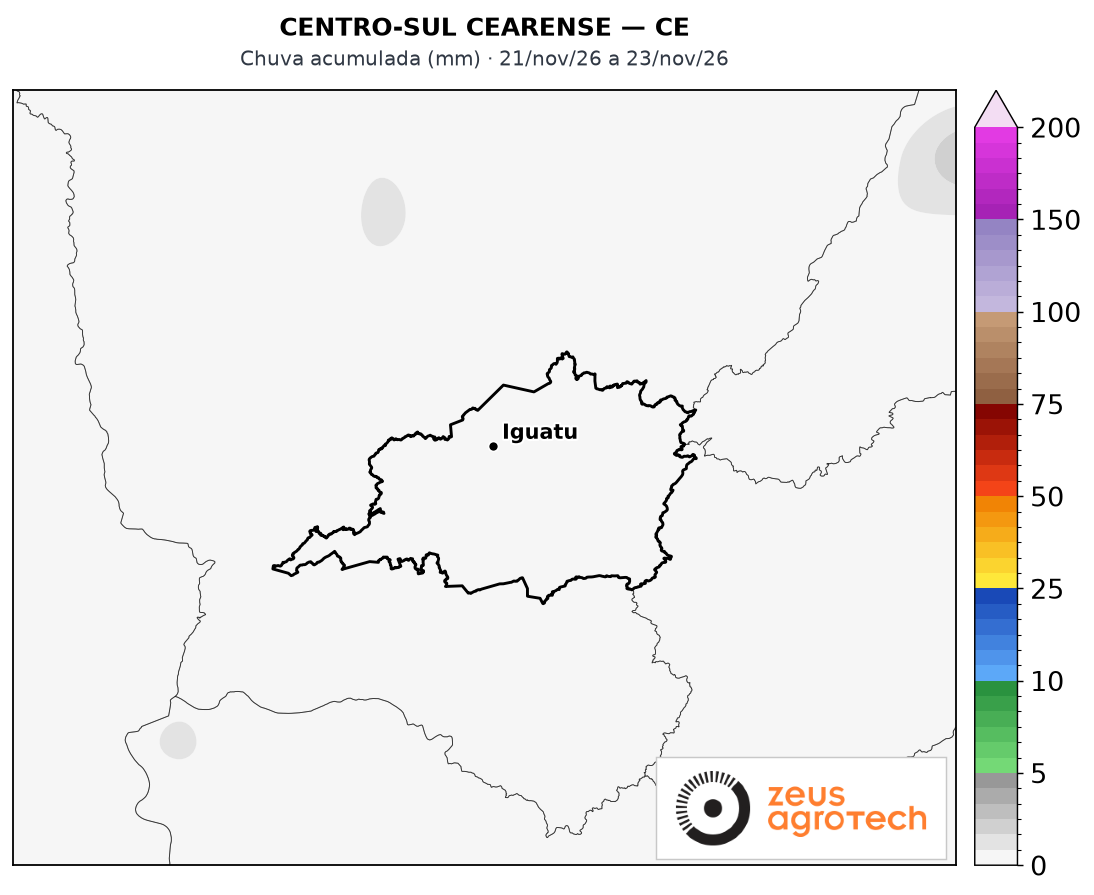 CENTRO-SUL CEARENSE — CE
Chuva acumulada (mm) · 21/nov/26 a 23/nov/26
Iguatu
200
150
100
75
50
25
10
5
0
zeus
agrotech